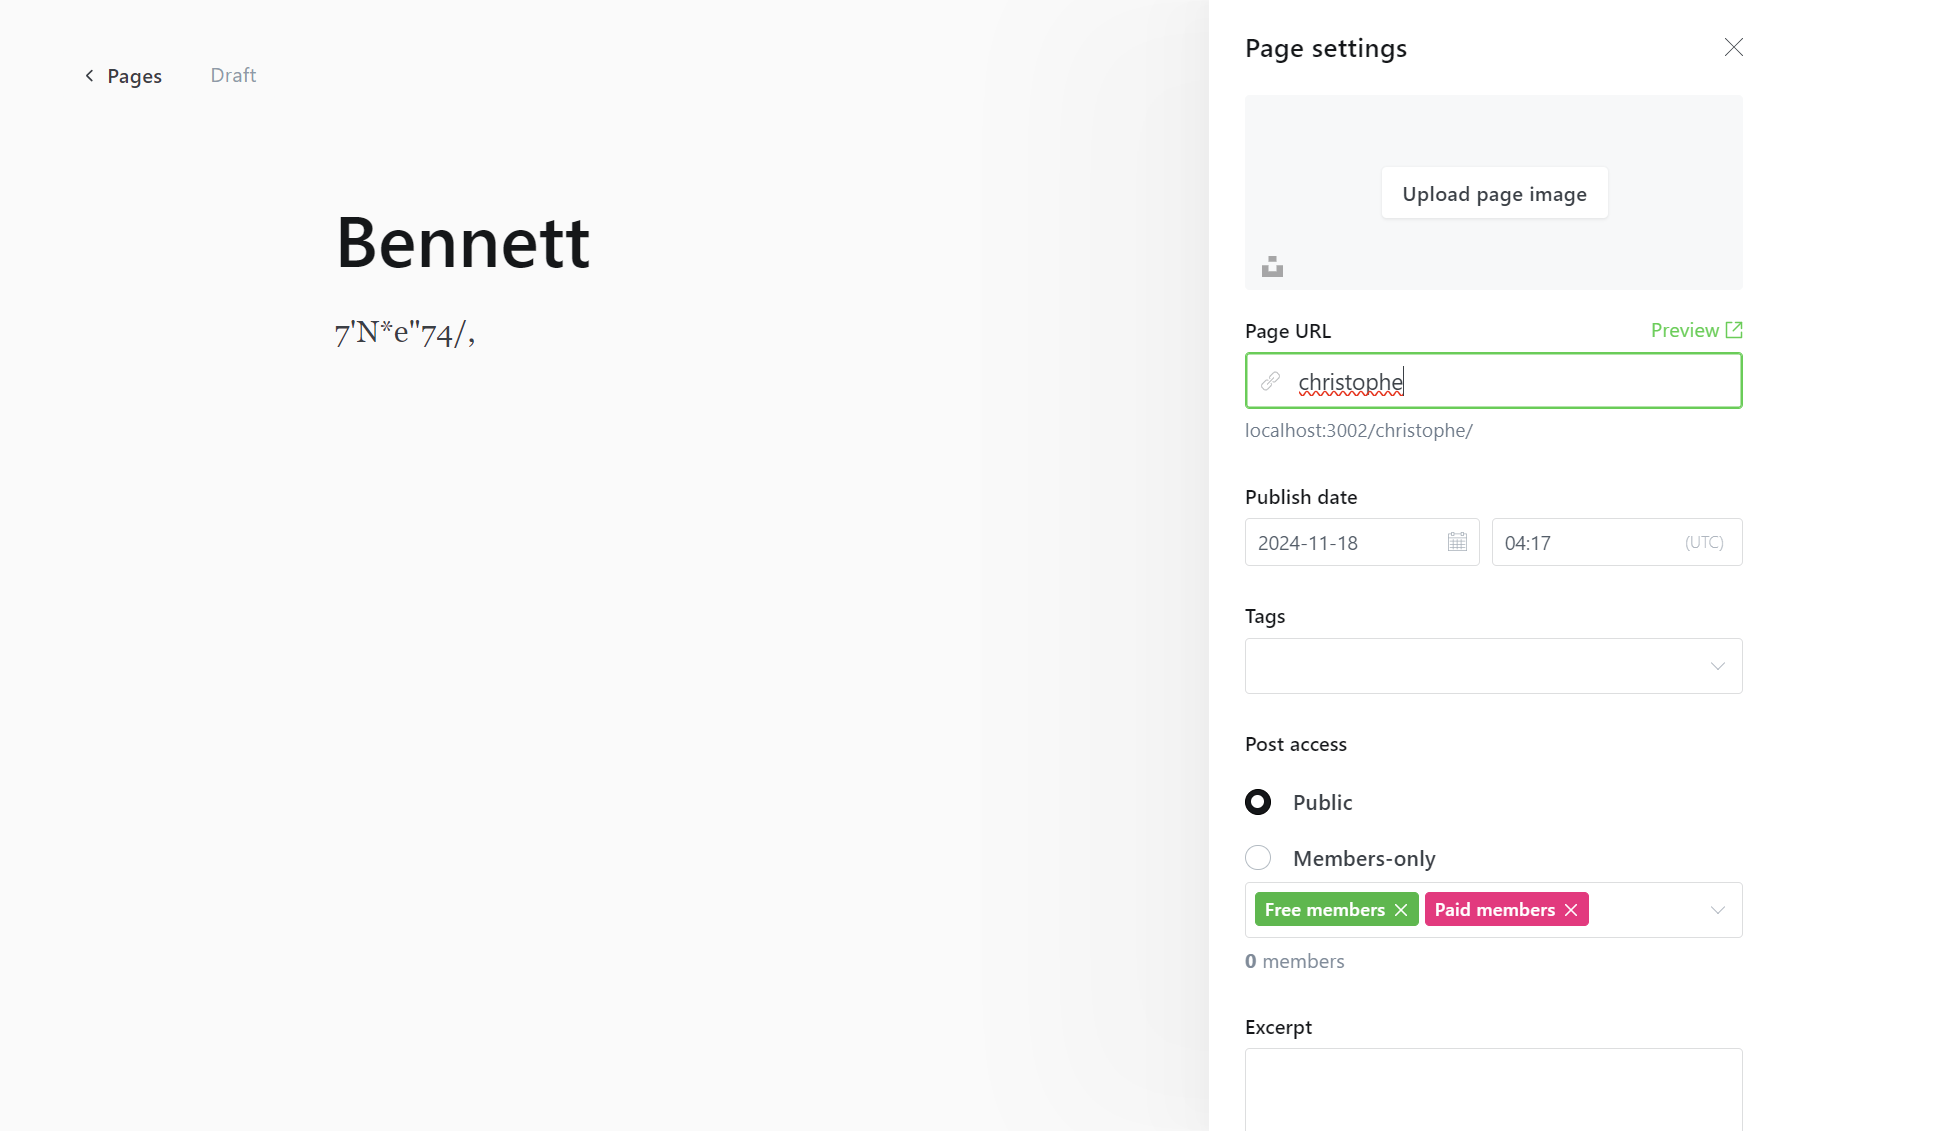 Pages
Draft
Bennett
7'N*e"74/,
Page settings
Upload page image
Page URL
Preview
christophe
localhost:3002/christophe/
Publish date
2024-11-18
04:17
(UTC)
Tags
Post access
Public
Members-only
Free members
Paid members
0 members
Excerpt